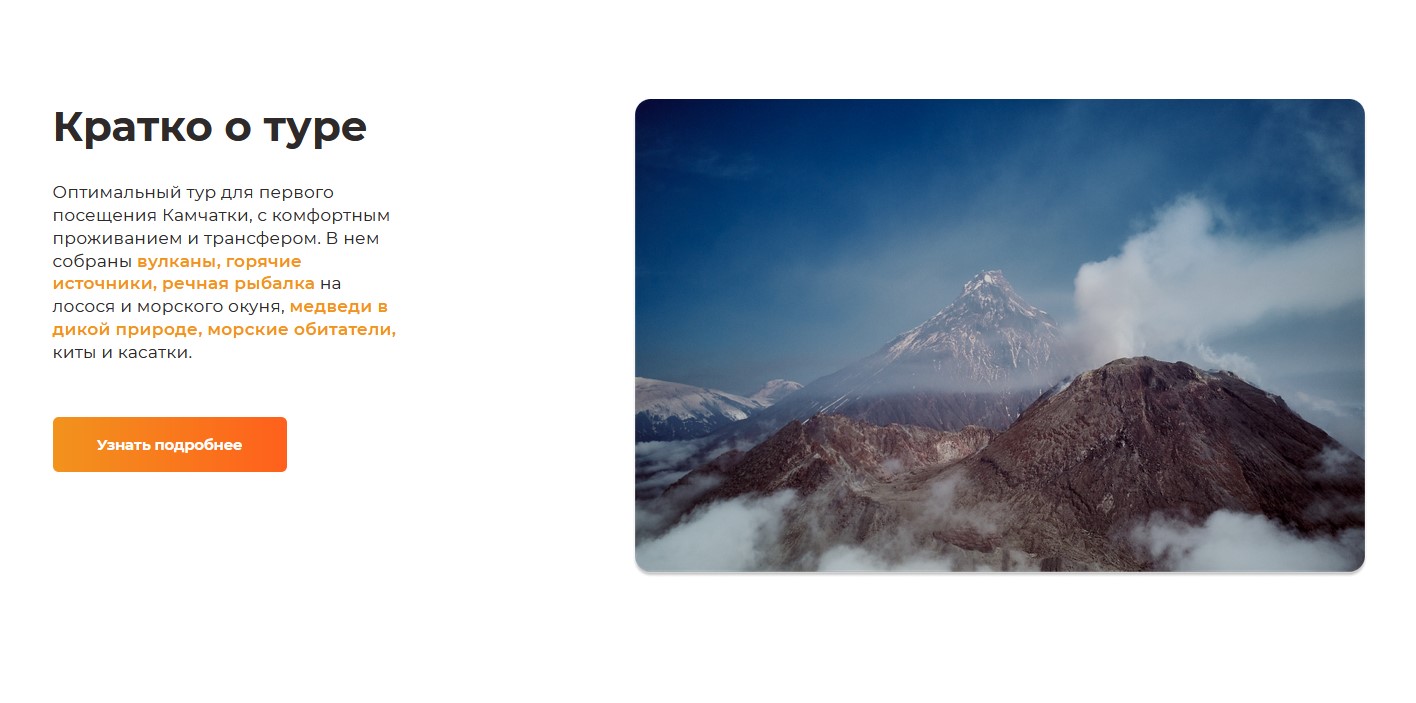 Кратко о туре
Оптимальный тур для первого
посещения Камчатки, с комфортным
проживанием и трансфером. В нем
собраны вулканы, горячие
источники, речная рыбалка на
лосося и морского окуня, медведи в
дикой природе, морские обитатели,
киты и касатки.
Узнать подробнее